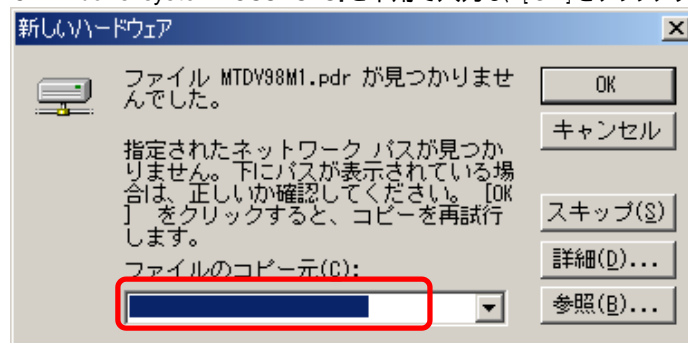 新しいハードウェア
ファイル MTDV98M1.pdr が見つかりませ
んでした。
指定されたネットワーク パスが見つか
りません。下にパスが表示されている場
合は、正しいか確認してください。 [OK
] をクリックすると、コピーを再試行
します。
ファイルのコピー元(C):
OK
キャンセル
スキップ(S)
詳細(D)...
参照(B)...